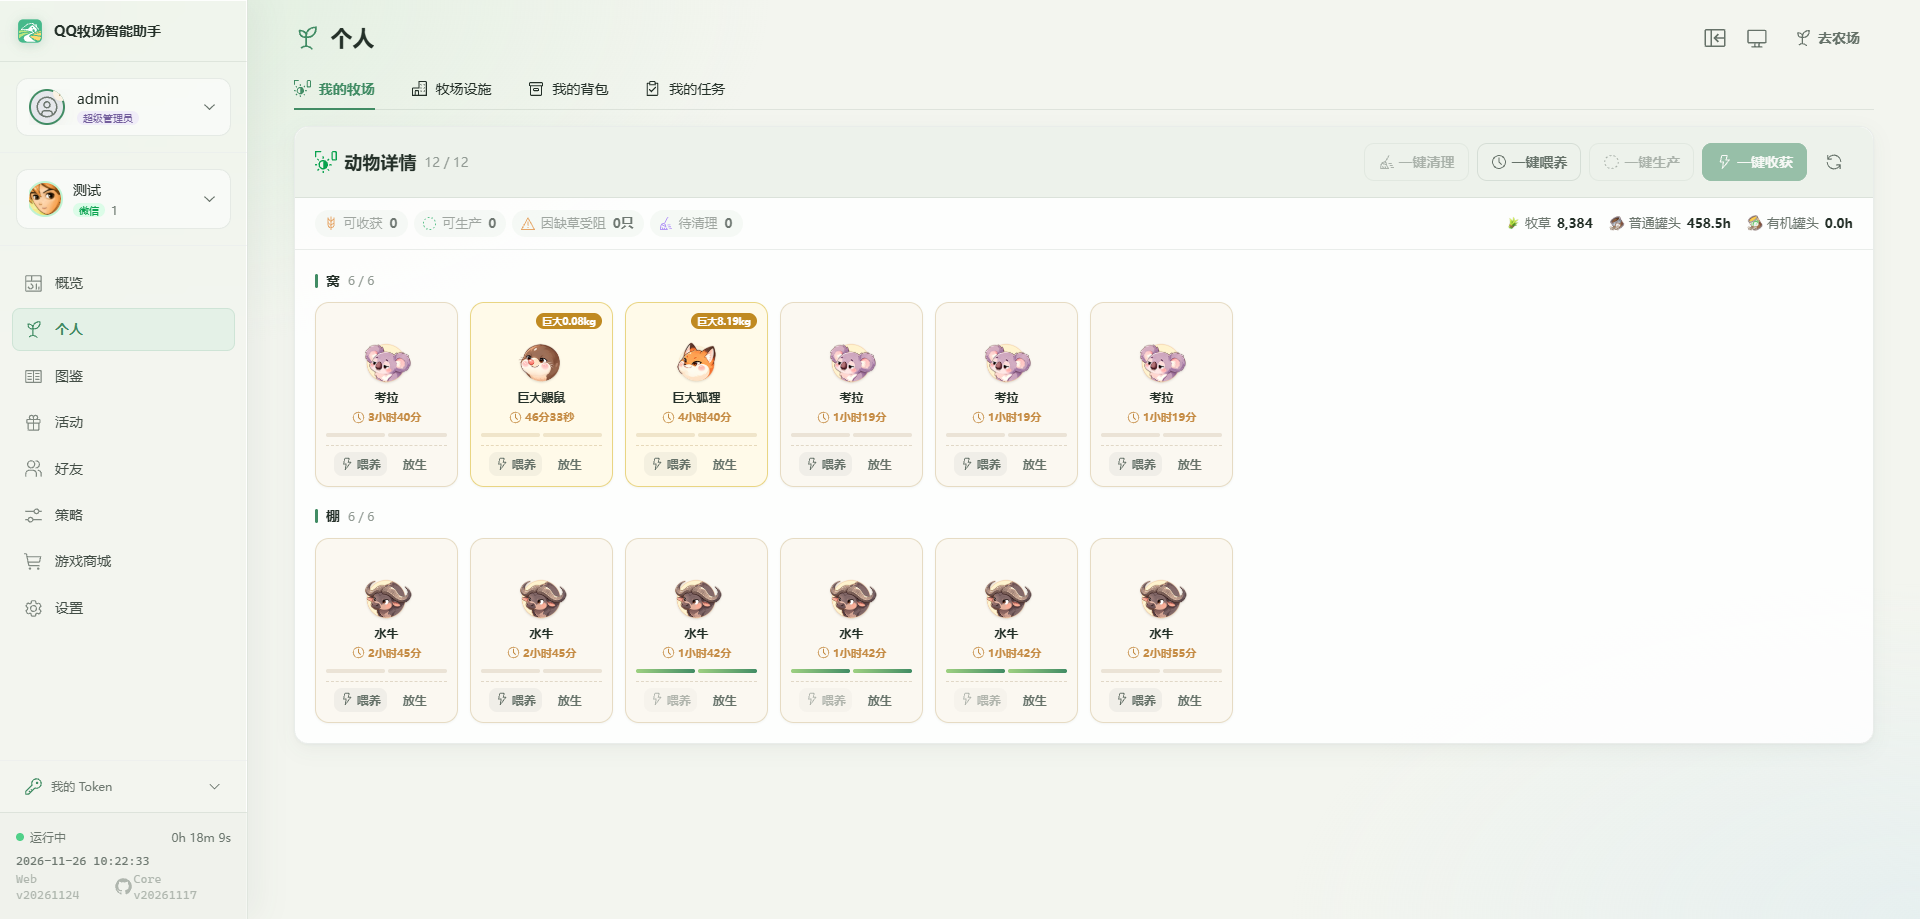 QQ牧场智能助手
admin
超级管理员
测试
微信 1
概览
个人
图鉴
活动
好友
策略
游戏商城
设置
我的 Token
运行中 0h 18m 9s
2026-11-26 10:22:33
Web
v20261124
Core
v20261117
个人
去农场
我的牧场 牧场设施 我的背包 我的任务
动物详情 12 / 12
一键清理 一键喂养 一键生产 一键收获
可收获 0 可生产 0 因缺草受阻 0只 待清理 0
牧草 8,384 普通罐头 458.5h 有机罐头 0.0h
窝 6 / 6
巨大0.08kg 巨大8.19kg
考拉 巨大鼹鼠 巨大狐狸 考拉 考拉 考拉
3小时40分 46分33秒 4小时40分 1小时19分 1小时19分 1小时19分
喂养 放生 喂养 放生 喂养 放生 喂养 放生 喂养 放生 喂养 放生
棚 6 / 6
水牛 水牛 水牛 水牛 水牛 水牛
2小时45分 2小时45分 1小时42分 1小时42分 1小时42分 2小时55分
喂养 放生 喂养 放生 喂养 放生 喂养 放生 喂养 放生 喂养 放生